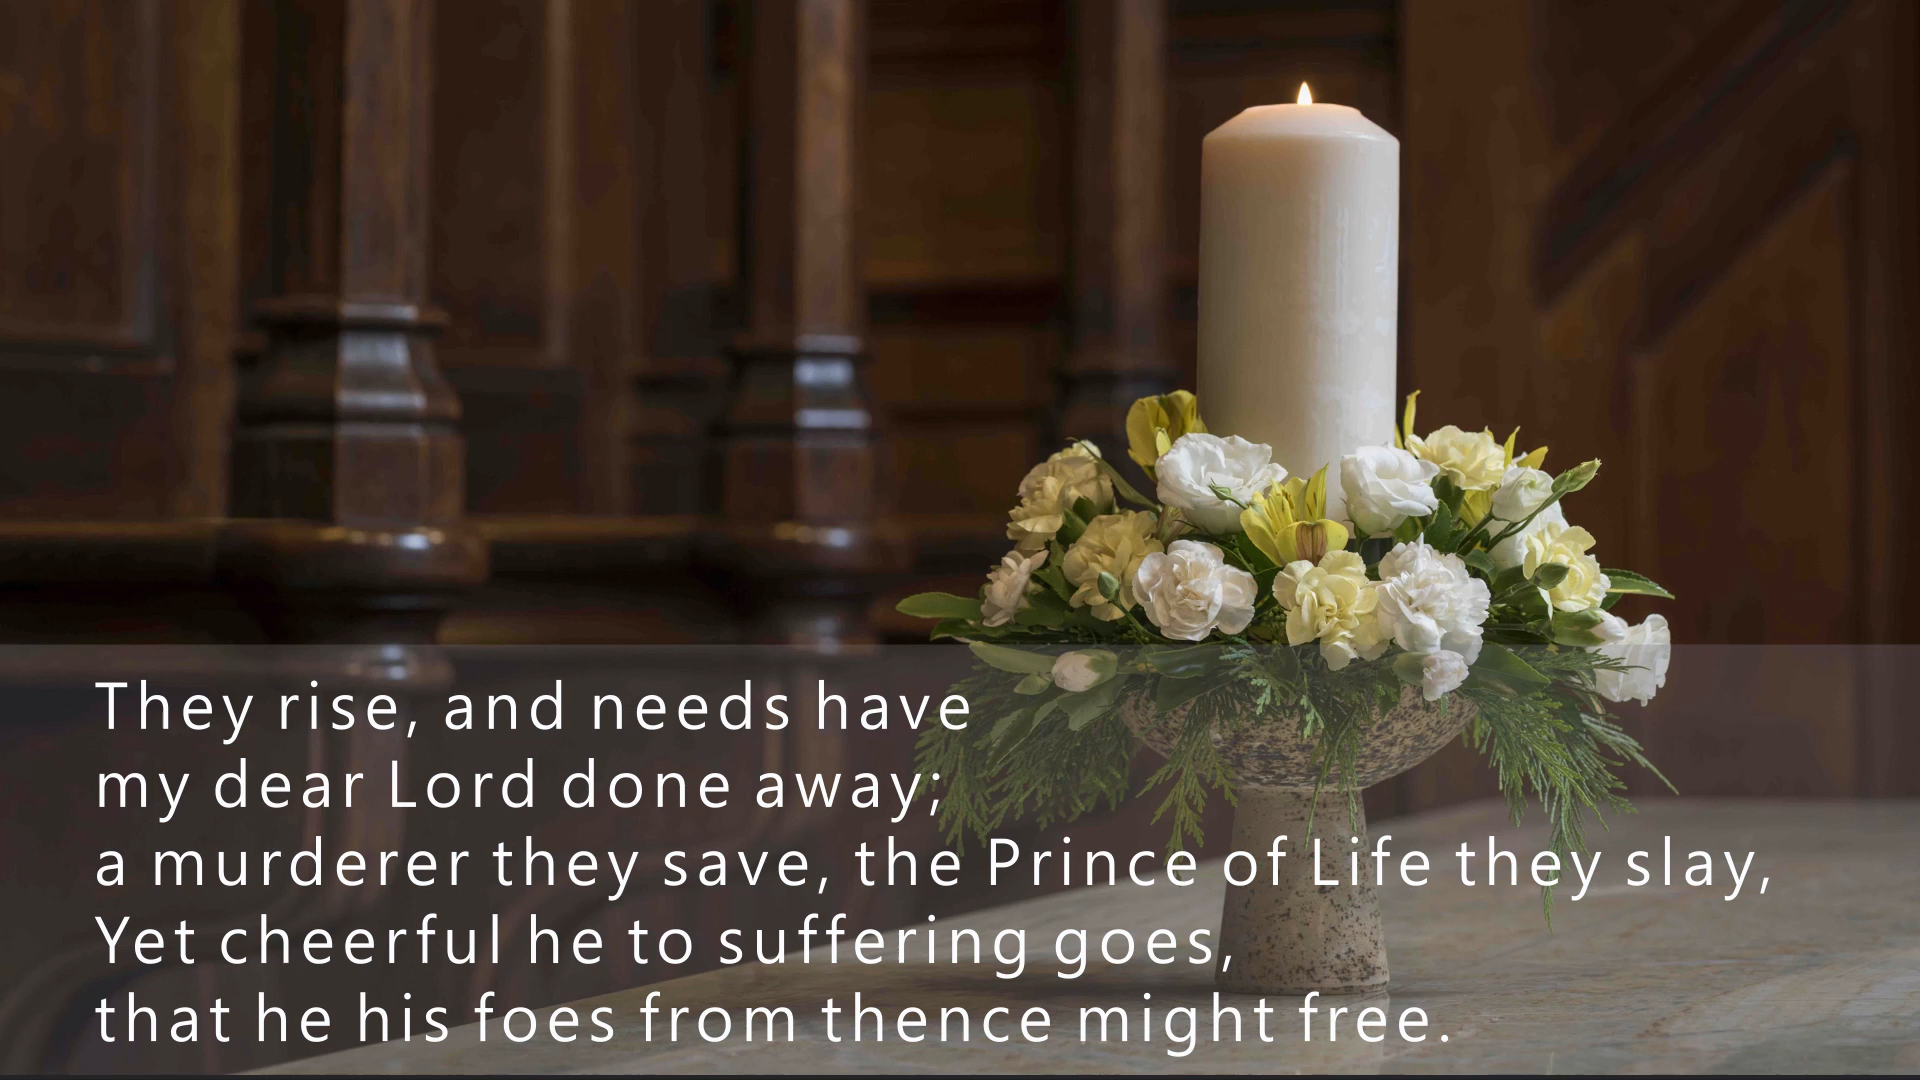 They rise, and needs have
my dear Lord done away;
a murderer they save, the Prince of Life they slay,
Yet cheerful he to suffering goes,
that he his foes from thence might free.